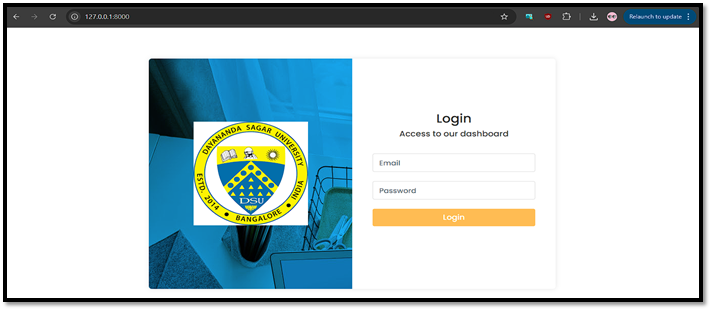 127.0.0.1:8000
Relaunch to update
DAYANANDA SAGAR UNIVERSITY
ESTD. 2014 • BANGALORE • INDIA
DSU
Login
Access to our dashboard
Email
Password
Login